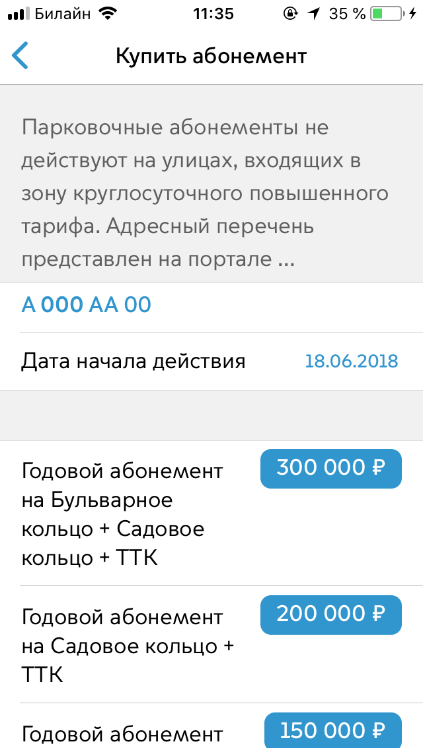 Билайн 11:35 35 %
Купить абонемент
Парковочные абонементы не
действуют на улицах, входящих в
зону круглосуточного повышенного
тарифа. Адресный перечень
представлен на портале ...
А 000 АА 00
Дата начала действия 18.06.2018
Годовой абонемент 300 000 ₽
на Бульварное
кольцо + Садовое
кольцо + ТТК
Годовой абонемент 200 000 ₽
на Садовое кольцо +
ТТК
Годовой абонемент 150 000 ₽